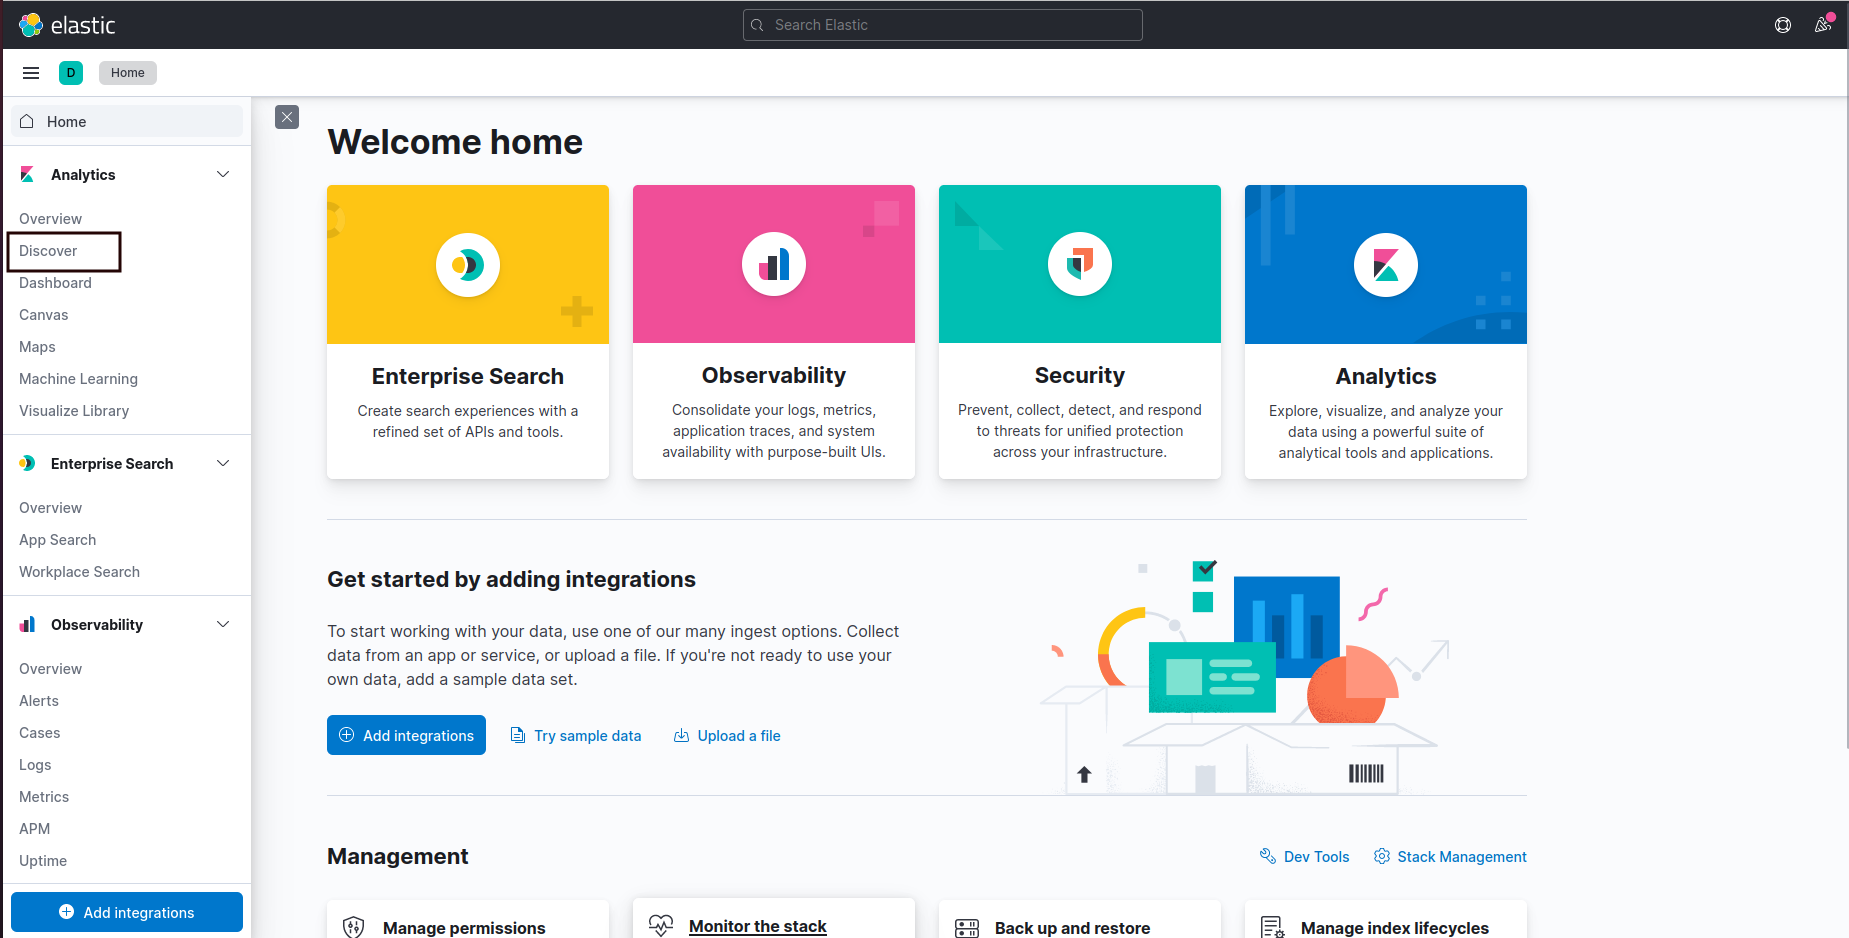 elastic
Search Elastic
D
Home
Home
Analytics
Overview
Discover
Dashboard
Canvas
Maps
Machine Learning
Visualize Library
Enterprise Search
Overview
App Search
Workplace Search
Observability
Overview
Alerts
Cases
Logs
Metrics
APM
Uptime
Add integrations
Welcome home
Enterprise Search
Create search experiences with a
refined set of APIs and tools.
Observability
Consolidate your logs, metrics,
application traces, and system
availability with purpose-built UIs.
Security
Prevent, collect, detect, and respond
to threats for unified protection
across your infrastructure.
Analytics
Explore, visualize, and analyze your
data using a powerful suite of
analytical tools and applications.
Get started by adding integrations
To start working with your data, use one of our many ingest options. Collect
data from an app or service, or upload a file. If you're not ready to use your
own data, add a sample data set.
Add integrations
Try sample data
Upload a file
Management
Dev Tools
Stack Management
Manage permissions
Monitor the stack
Back up and restore
Manage index lifecycles